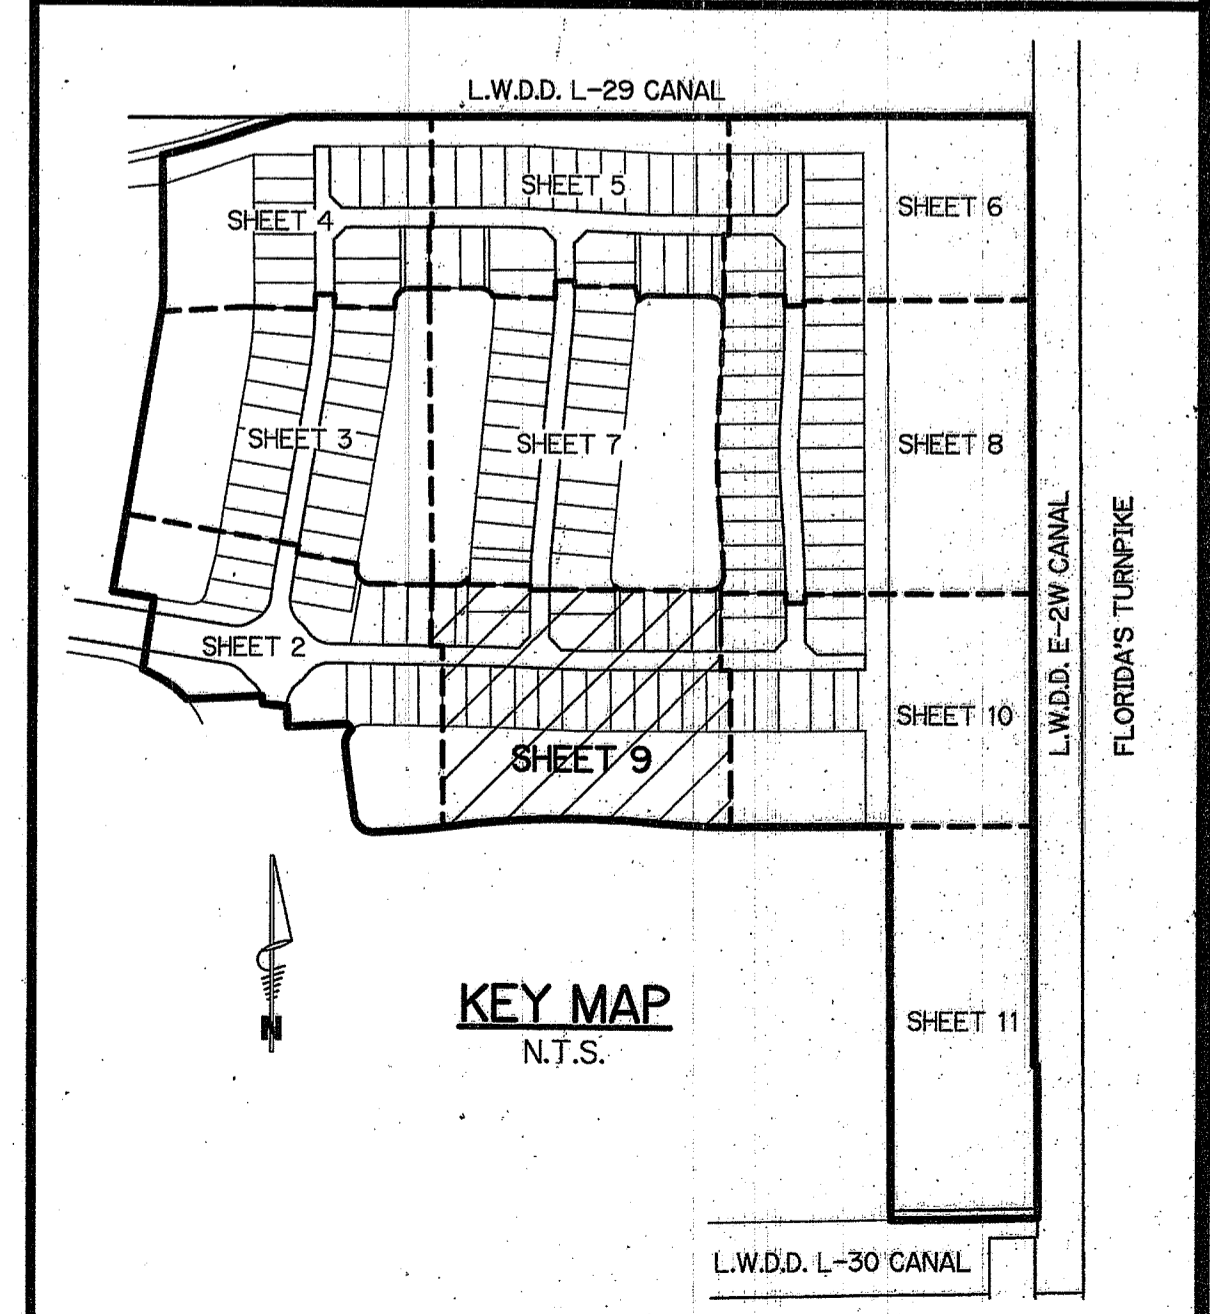 L.W.D.D. L-29 CANAL
SHEET 5
SHEET 4
SHEET 6
SHEET 3
SHEET 7
SHEET 8
L.W.D.D. E-2W CANAL
FLORIDA'S TURNPIKE
SHEET 2
SHEET 10
SHEET 9
N
KEY MAP
N.T.S.
SHEET 11
L.W.D.D. L-30 CANAL